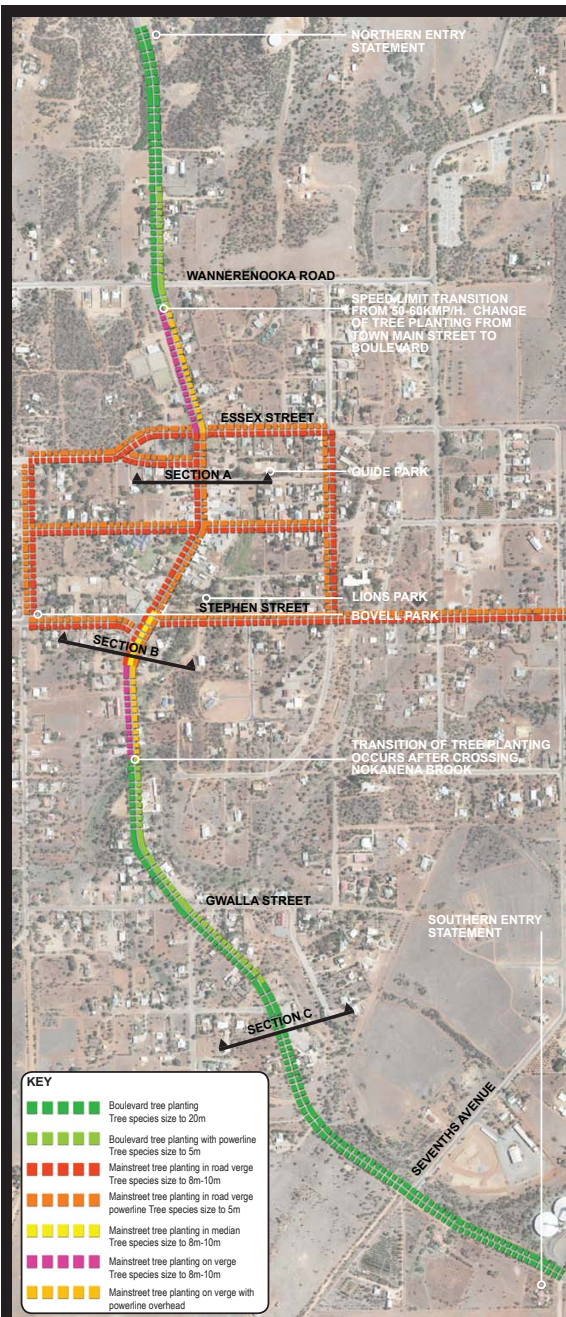 NORTHERN ENTRY
STATEMENT
WANNERENOOKA ROAD
SPEED LIMIT TRANSITION
FROM 50-60KMP/H. CHANGE
OF TREE PLANTING FROM
TOWN MAIN STREET TO
BOULEVARD
ESSEX STREET
SECTION A
GUIDE PARK
LIONS PARK
STEPHEN STREET
BOVELL PARK
SECTION B
TRANSITION OF TREE PLANTING
OCCURS AFTER CROSSING
NOKANENA BROOK
GWALLA STREET
SOUTHERN ENTRY
STATEMENT
SECTION C
SEVENTHS AVENUE
KEY
Boulevard tree planting
Tree species size to 20m
Boulevard tree planting with powerline
Tree species size to 5m
Mainstreet tree planting in road verge
Tree species size to 8m-10m
Mainstreet tree planting in road verge
powerline Tree species size to 5m
Mainstreet tree planting in median
Tree species size to 8m-10m
Mainstreet tree planting on verge
Tree species size to 8m-10m
Mainstreet tree planting on verge with
powerline overhead